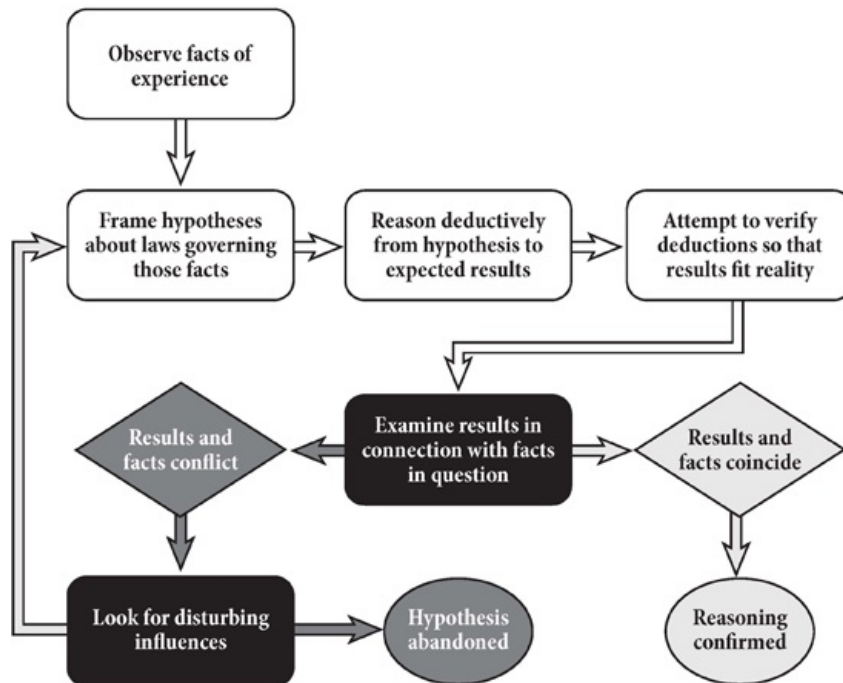 Observe facts of
experience
Frame hypotheses
about laws governing
those facts
Reason deductively
from hypothesis to
expected results
Attempt to verify
deductions so that
results fit reality
Results and
facts conflict
Examine results in
connection with facts
in question
Results and
facts coincide
Look for disturbing
influences
Hypothesis
abandoned
Reasoning
confirmed